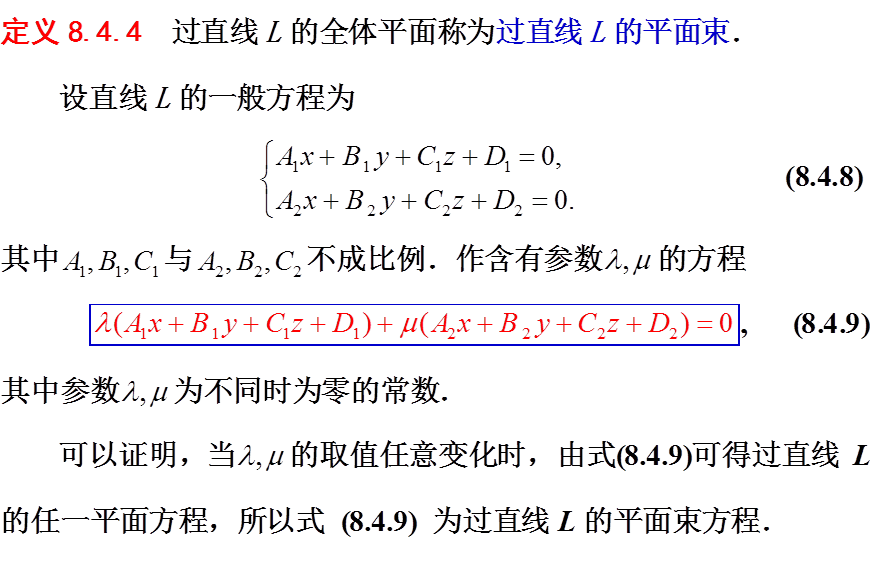 定义 8.4.4 过直线 L 的全体平面称为过直线 L 的平面束．
设直线 L 的一般方程为
A₁x + B₁y + C₁z + D₁ = 0,
(8.4.8)
A₂x + B₂y + C₂z + D₂ = 0.
其中 A₁, B₁, C₁ 与 A₂, B₂, C₂ 不成比例．作含有参数 λ, μ 的方程
λ(A₁x + B₁y + C₁z + D₁) + μ(A₂x + B₂y + C₂z + D₂) = 0, (8.4.9)
其中参数 λ, μ 为不同时为零的常数．
可以证明，当 λ, μ 的取值任意变化时，由式(8.4.9)可得过直线 L
的任一平面方程，所以式 (8.4.9) 为过直线 L 的平面束方程．